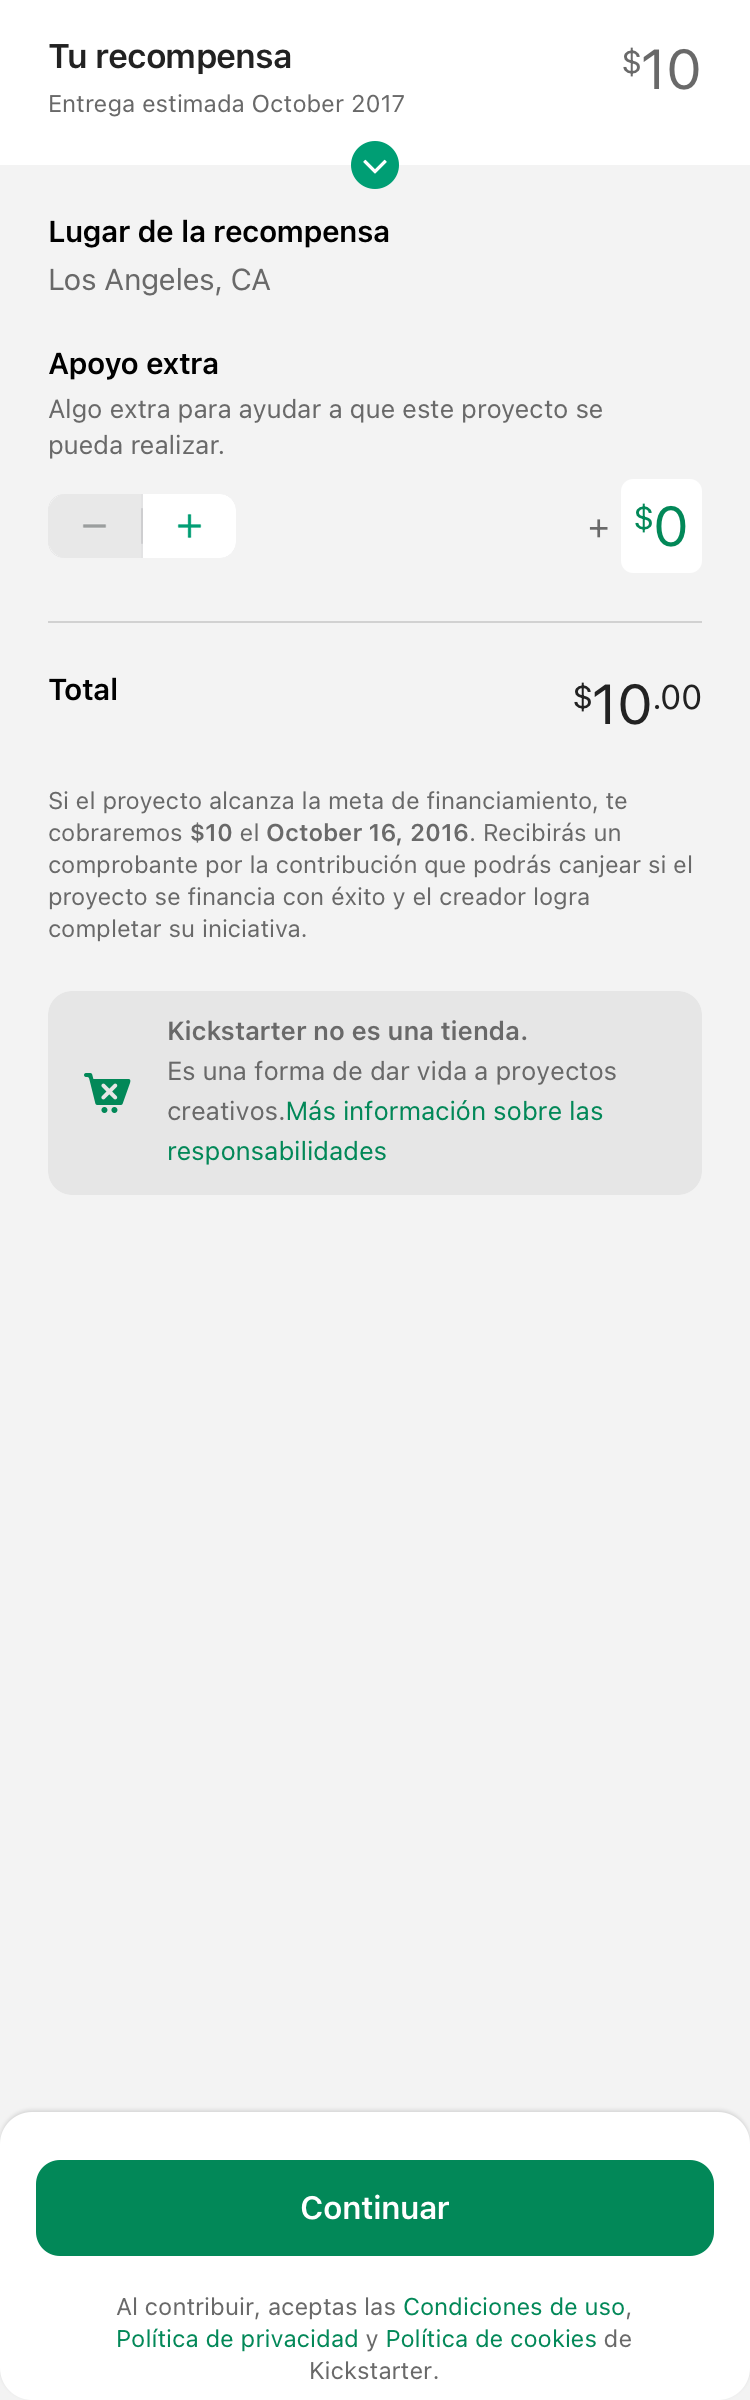 Tu recompensa
$10
Entrega estimada October 2017
Lugar de la recompensa
Los Angeles, CA
Apoyo extra
Algo extra para ayudar a que este proyecto se
pueda realizar.
− +
+ $0
Total
$10.00
Si el proyecto alcanza la meta de financiamiento, te
cobraremos $10 el October 16, 2016. Recibirás un
comprobante por la contribución que podrás canjear si el
proyecto se financia con éxito y el creador logra
completar su iniciativa.
Kickstarter no es una tienda.
Es una forma de dar vida a proyectos
creativos.Más información sobre las
responsabilidades
Continuar
Al contribuir, aceptas las Condiciones de uso,
Política de privacidad y Política de cookies de
Kickstarter.